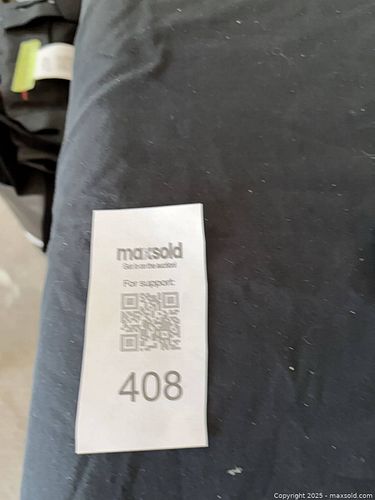 maxsold
Get in on the auction!
For support:
408
Copyright 2025 - maxsold.com